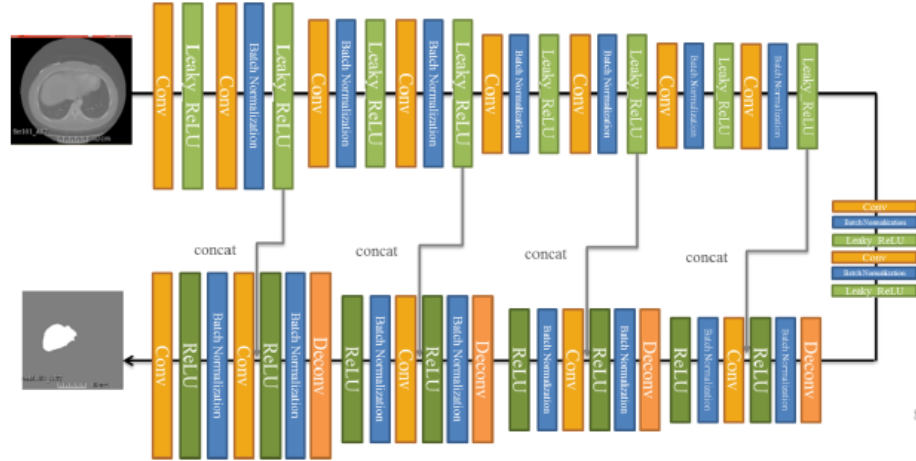 Conv
Leaky ReLU
Conv
Batch Normalization
Leaky ReLU
Conv
Batch Normalization
Leaky ReLU
Conv
Batch Normalization
Leaky ReLU
Conv
Batch Normalization
Leaky ReLU
Conv
Batch Normalization
Leaky ReLU
Conv
Batch Normalization
Leaky ReLU
Conv
Batch Normalization
Leaky ReLU
Conv
Batch Normalization
Leaky ReLU
Conv
Batch Normalization
Leaky ReLU
concat
concat
concat
concat
Conv
ReLU
Batch Normalization
Conv
ReLU
Batch Normalization
Deconv
ReLU
Batch Normalization
Conv
ReLU
Batch Normalization
Deconv
ReLU
Batch Normalization
Conv
ReLU
Batch Normalization
Deconv
ReLU
Batch Normalization
Conv
ReLU
Batch Normalization
Deconv